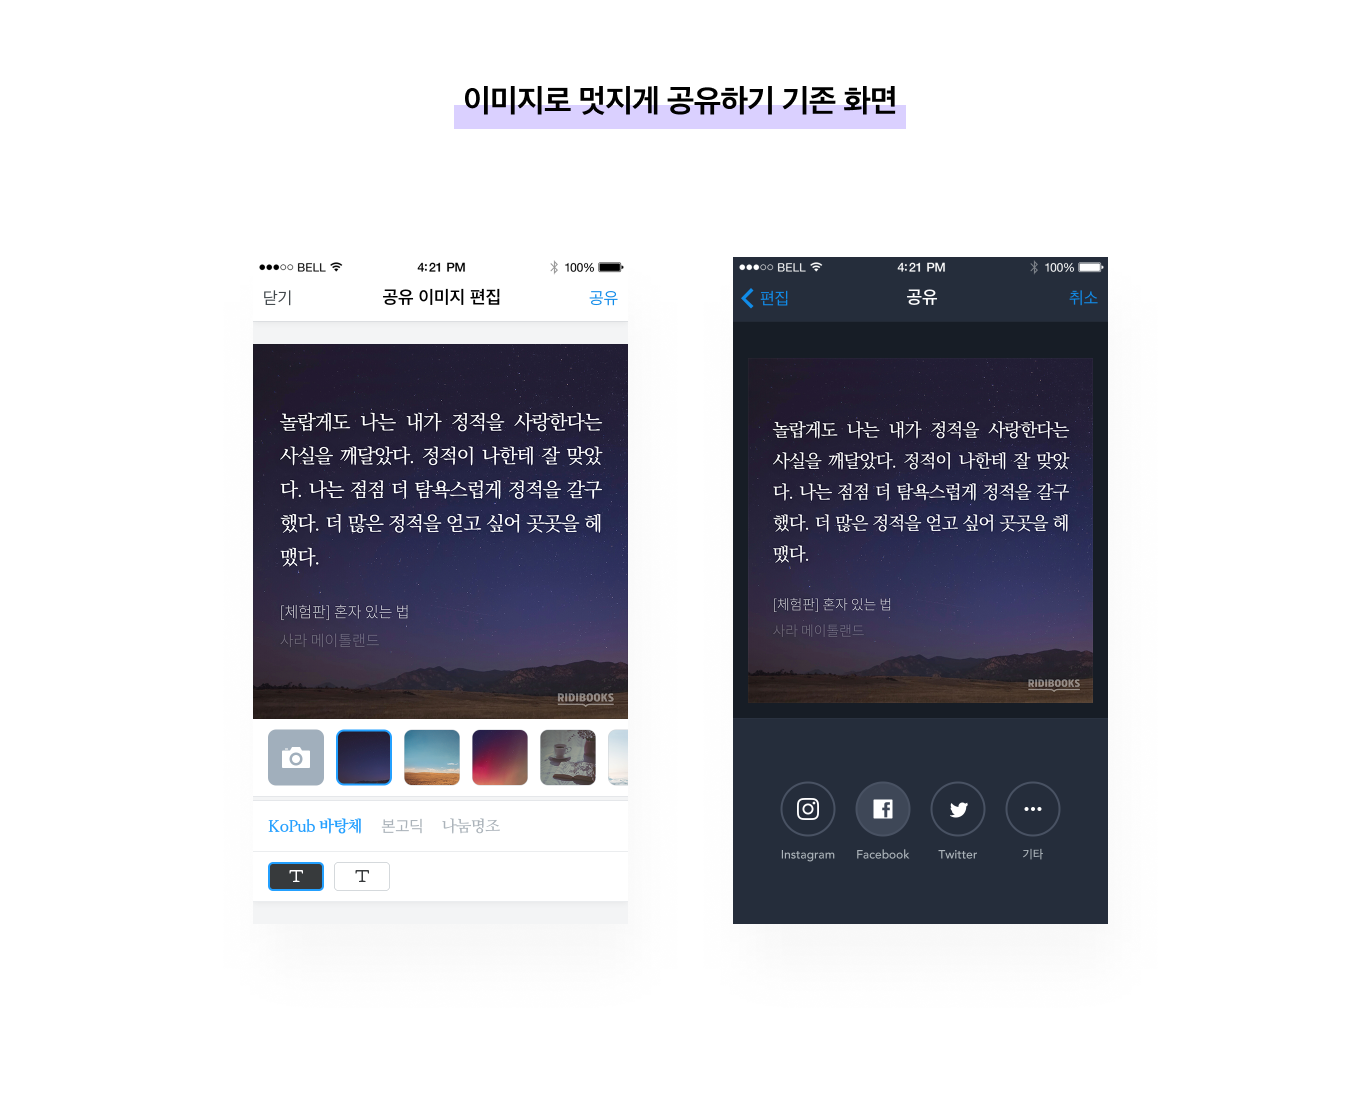 이미지로 멋지게 공유하기 기존 화면
BELL 4:21 PM 100%
닫기 공유 이미지 편집 공유
놀랍게도 나는 내가 정적을 사랑한다는
사실을 깨달았다. 정적이 나한테 잘 맞았
다. 나는 점점 더 탐욕스럽게 정적을 갈구
했다. 더 많은 정적을 얻고 싶어 곳곳을 헤
맸다.
[체험판] 혼자 있는 법
사라 메이틀랜드
RIDIBOOKS
KoPub 바탕체 본고딕 나눔명조
T T
BELL 4:21 PM 100%
편집 공유 취소
놀랍게도 나는 내가 정적을 사랑한다는
사실을 깨달았다. 정적이 나한테 잘 맞았
다. 나는 점점 더 탐욕스럽게 정적을 갈구
했다. 더 많은 정적을 얻고 싶어 곳곳을 헤
맸다.
[체험판] 혼자 있는 법
사라 메이틀랜드
RIDIBOOKS
Instagram Facebook Twitter 기타